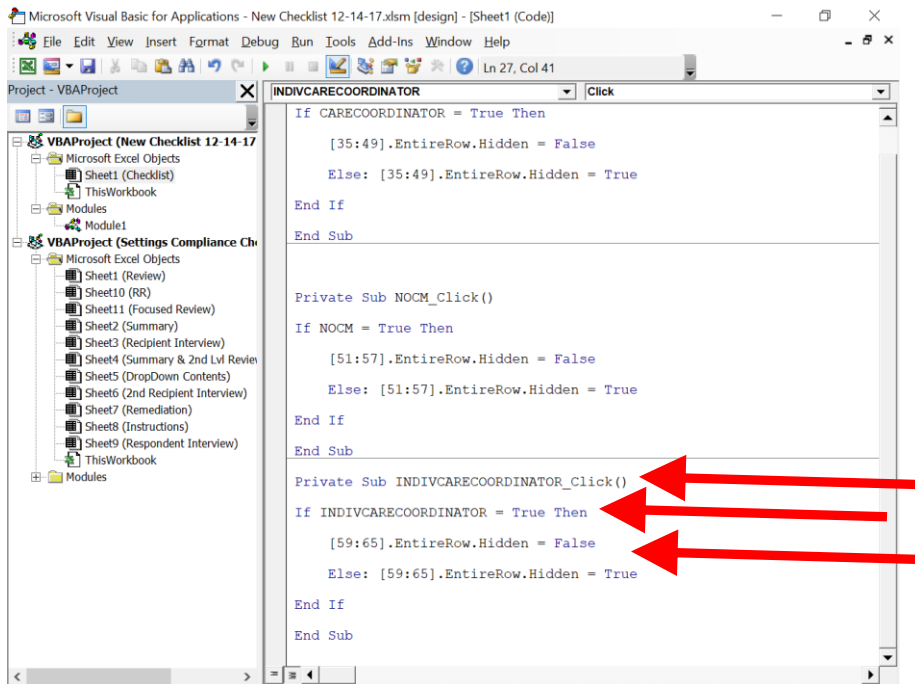 Microsoft Visual Basic for Applications - New Checklist 12-14-17.xlsm [design] - [Sheet1 (Code)]
File Edit View Insert Format Debug Run Tools Add-Ins Window Help
Ln 27, Col 41
Project - VBAProject
INDIVCARECOORDINATOR
Click
VBAProject (New Checklist 12-14-17
Microsoft Excel Objects
Sheet1 (Checklist)
ThisWorkbook
Modules
Module1
VBAProject (Settings Compliance Ch
Microsoft Excel Objects
Sheet1 (Review)
Sheet10 (RR)
Sheet11 (Focused Review)
Sheet2 (Summary)
Sheet3 (Recipient Interview)
Sheet4 (Summary & 2nd Lvl Review
Sheet5 (DropDown Contents)
Sheet6 (2nd Recipient Interview)
Sheet7 (Remediation)
Sheet8 (Instructions)
Sheet9 (Respondent Interview)
ThisWorkbook
Modules
If CARECOORDINATOR = True Then
[35:49].EntireRow.Hidden = False
Else: [35:49].EntireRow.Hidden = True
End If
End Sub
Private Sub NOCM_Click()
If NOCM = True Then
[51:57].EntireRow.Hidden = False
Else: [51:57].EntireRow.Hidden = True
End If
End Sub
Private Sub INDIVCARECOORDINATOR_Click()
If INDIVCARECOORDINATOR = True Then
[59:65].EntireRow.Hidden = False
Else: [59:65].EntireRow.Hidden = True
End If
End Sub